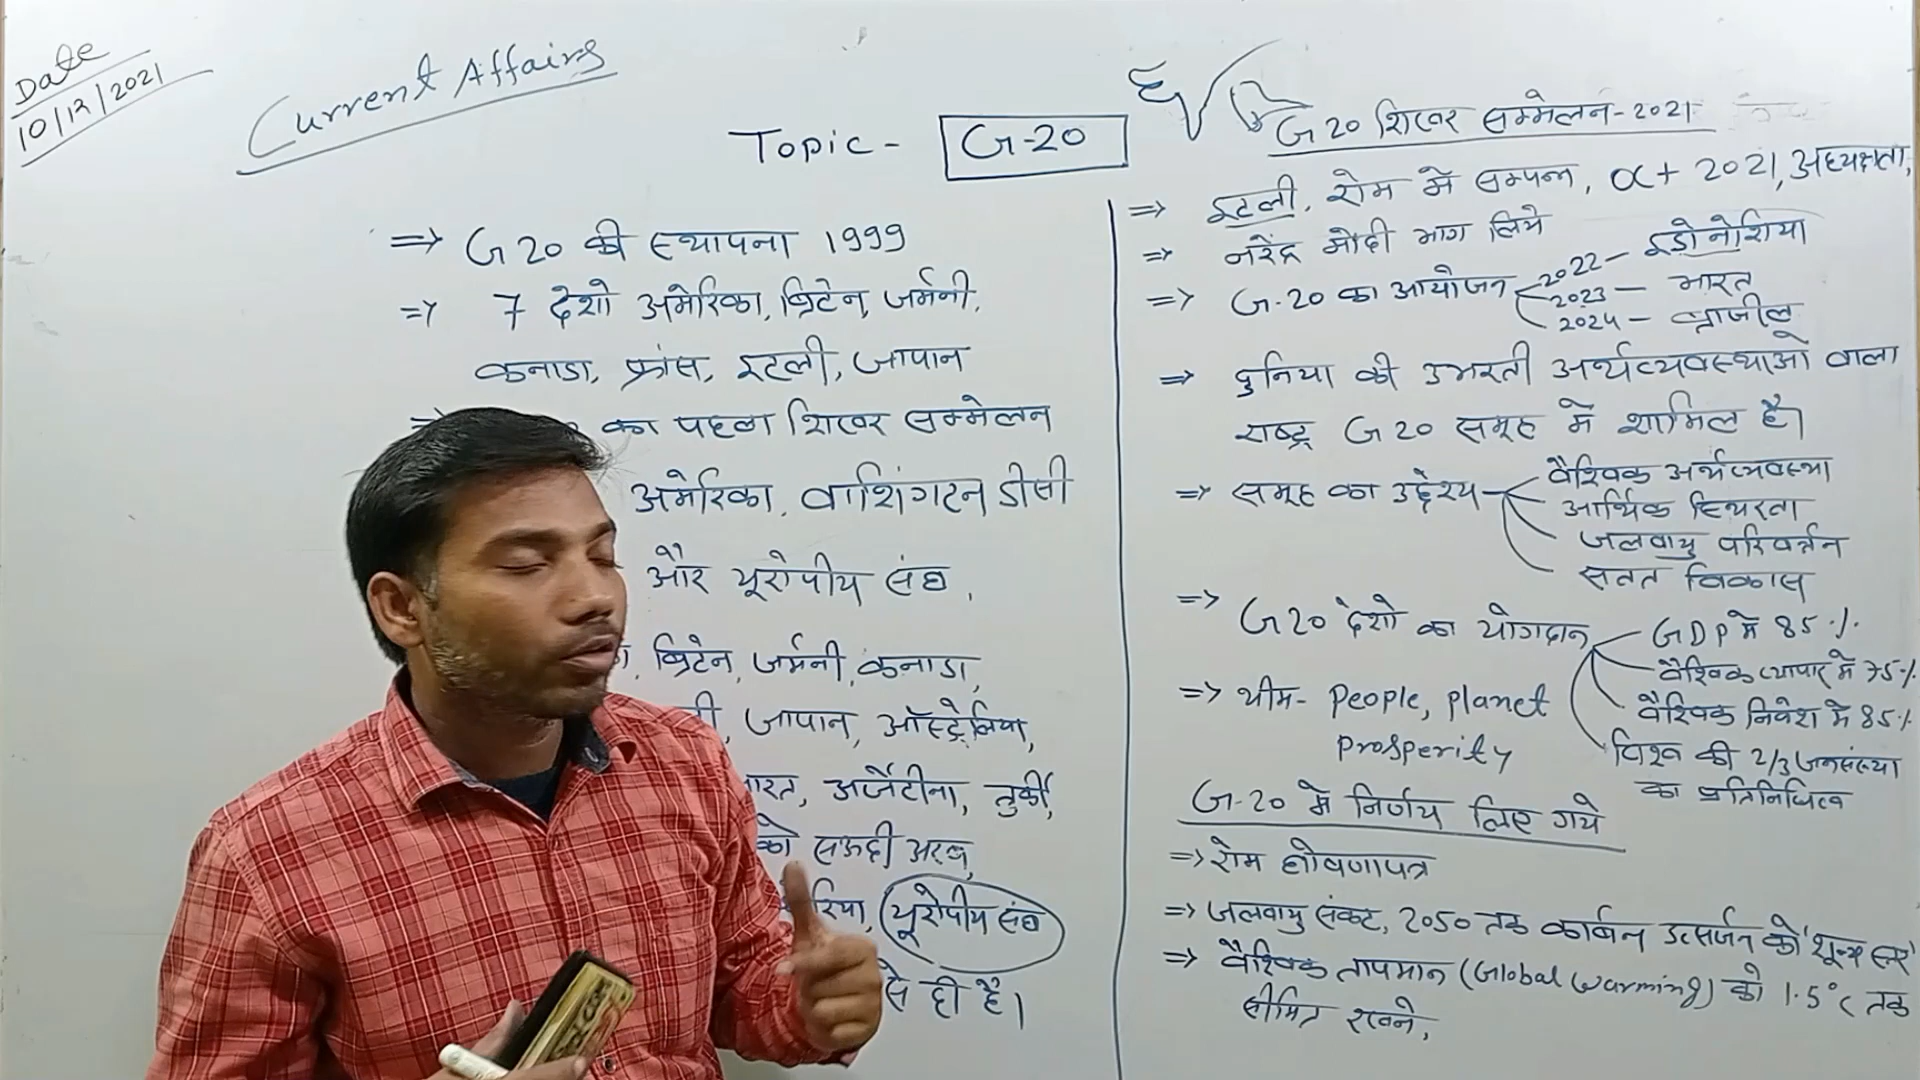 Date
10/12/2021
Current Affairs
Topic - G-20
⇒ G20 की स्थापना 1999
⇒ 7 देशो अमेरिका, ब्रिटेन, जर्मनी,
कनाडा, फ्रांस, इटली, जापान
का पहला शिखर सम्मेलन
अमेरिका, वाशिंगटन डीसी
और यूरोपीय संघ,
ब्रिटेन, जर्मनी, कनाडा,
जापान, ऑस्ट्रेलिया,
अर्जेंटीना, तुर्की,
को सऊदी अरब,
यूरोपीय संघ
ही है।
G20 शिखर सम्मेलन-2021
⇒ इटली, रोम में सम्पन्न, Oct 2021, अध्यक्षता,
⇒ नरेंद्र मोदी भाग लिये
⇒ G-20 का आयोजन 2022 - इंडोनेशिया
2023 - भारत
2024 - ब्राजील
⇒ दुनिया की उभरती अर्थव्यवस्थाओं वाला
राष्ट्र G20 समूह में शामिल है।
⇒ समूह का उद्देश्य वैश्विक अर्थव्यवस्था
आर्थिक स्थिरता
जलवायु परिवर्तन
सतत विकास
⇒ G20 देशो का योगदान GDP में 85%
वैश्विक व्यापार में 75%
वैश्विक निवेश में 85%
विश्व की 2/3 जनसंख्या
का प्रतिनिधित्व
⇒ थीम- People, Planet
Prosperity
G-20 में निर्णय लिए गये
⇒ रोम घोषणापत्र
⇒ जलवायु संकट, 2050 तक कार्बन उत्सर्जन को 'शून्य स्तर'
⇒ वैश्विक तापमान (Global Warming) को 1.5°C तक
सीमित रखने,